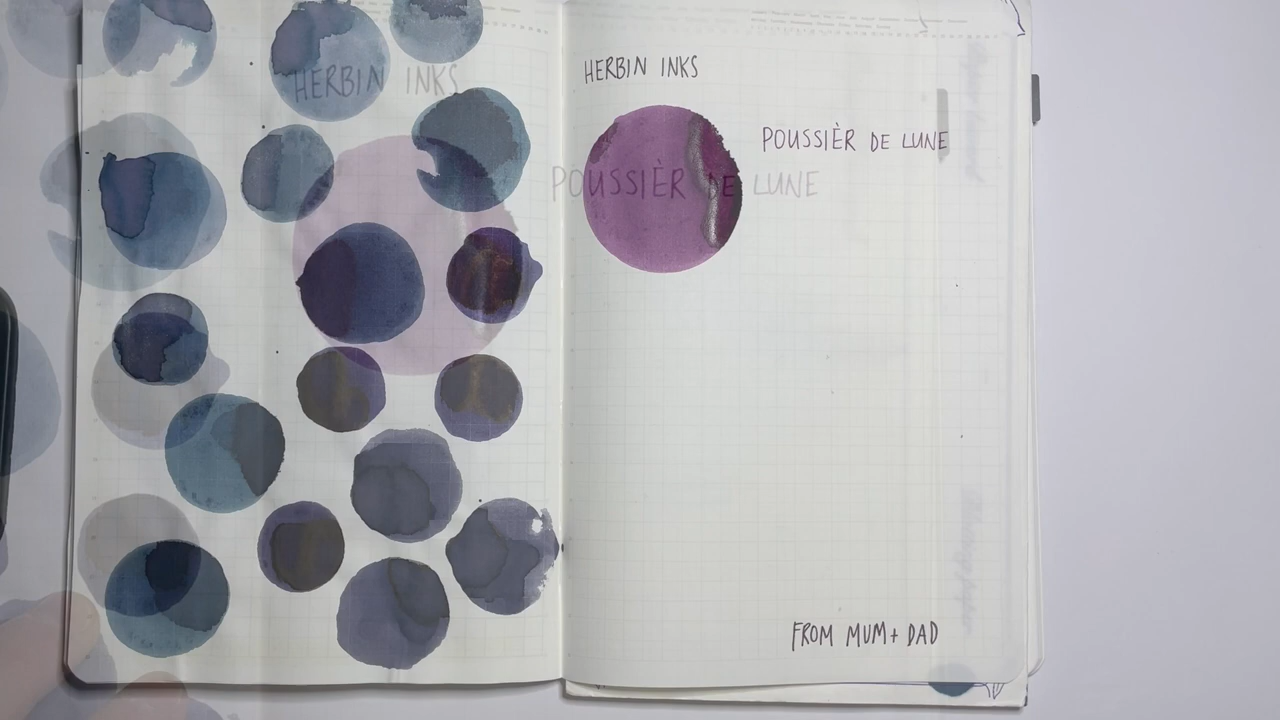 HERBIN INKS
HERBIN INKS
POUSSIÈR DE LUNE
POUSSIÈR DE LUNE
FROM MUM + DAD